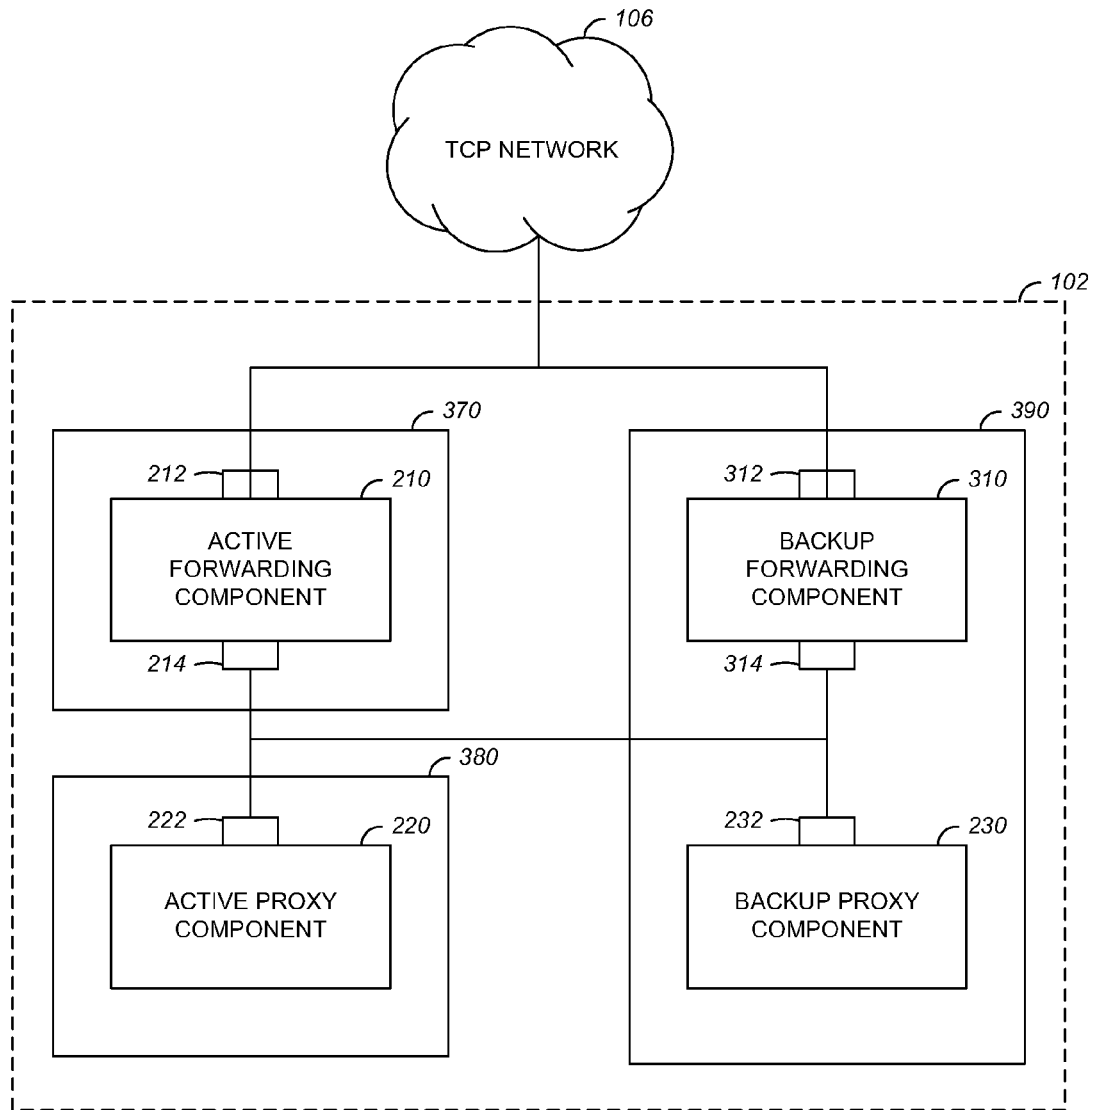 106
TCP NETWORK
102
370
390
212
210
312
310
ACTIVE
FORWARDING
COMPONENT
BACKUP
FORWARDING
COMPONENT
214
314
380
222
220
232
230
ACTIVE PROXY
COMPONENT
BACKUP PROXY
COMPONENT